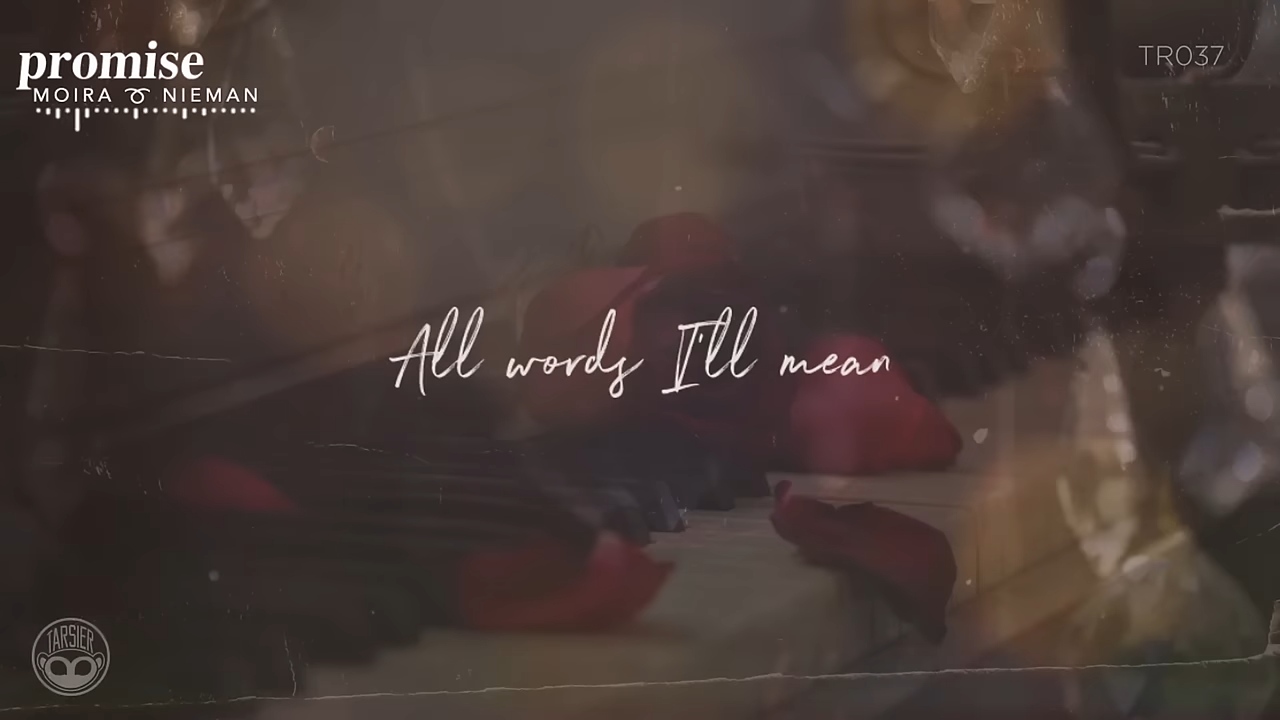 promise
MOIRA & NIEMAN
TR037
All words I'll mean
TARSIER